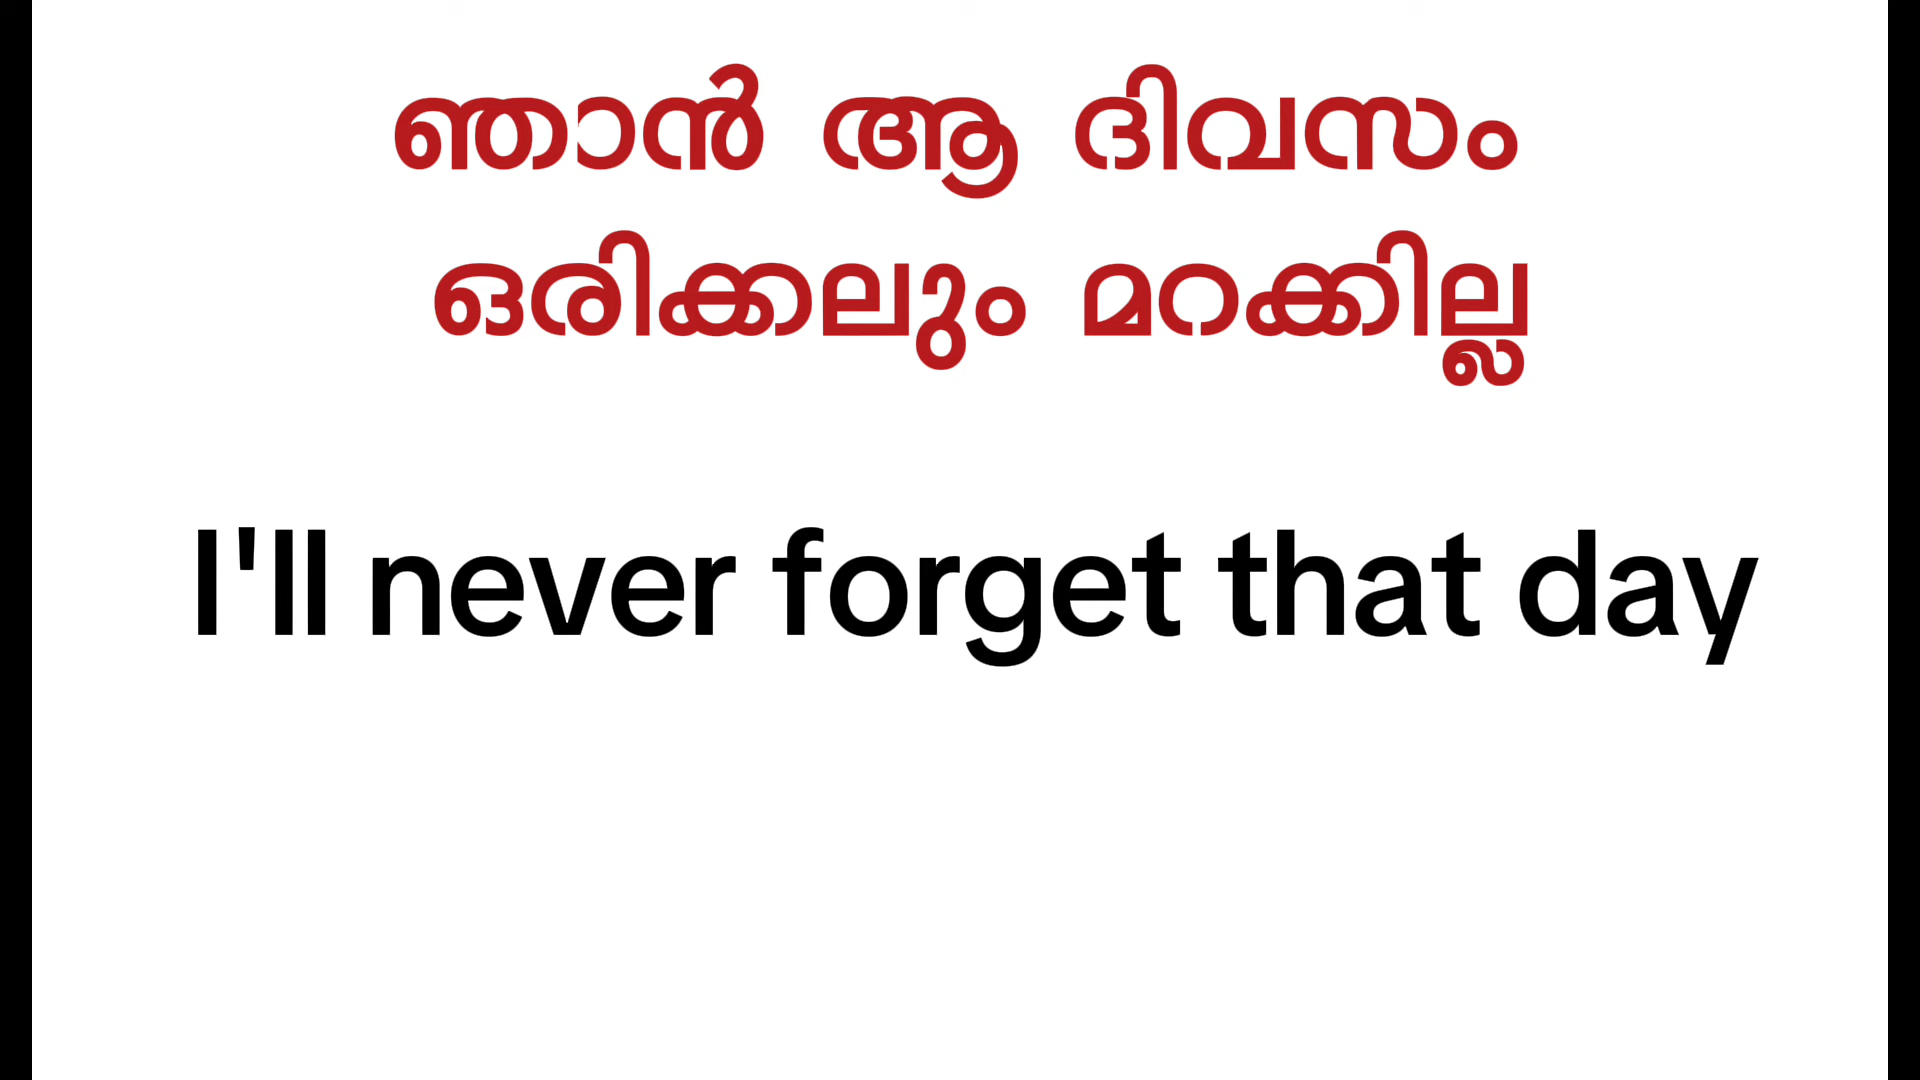 ഞാൻ ആ ദിവസം
ഒരിക്കലും മറക്കില്ല
I'll never forget that day